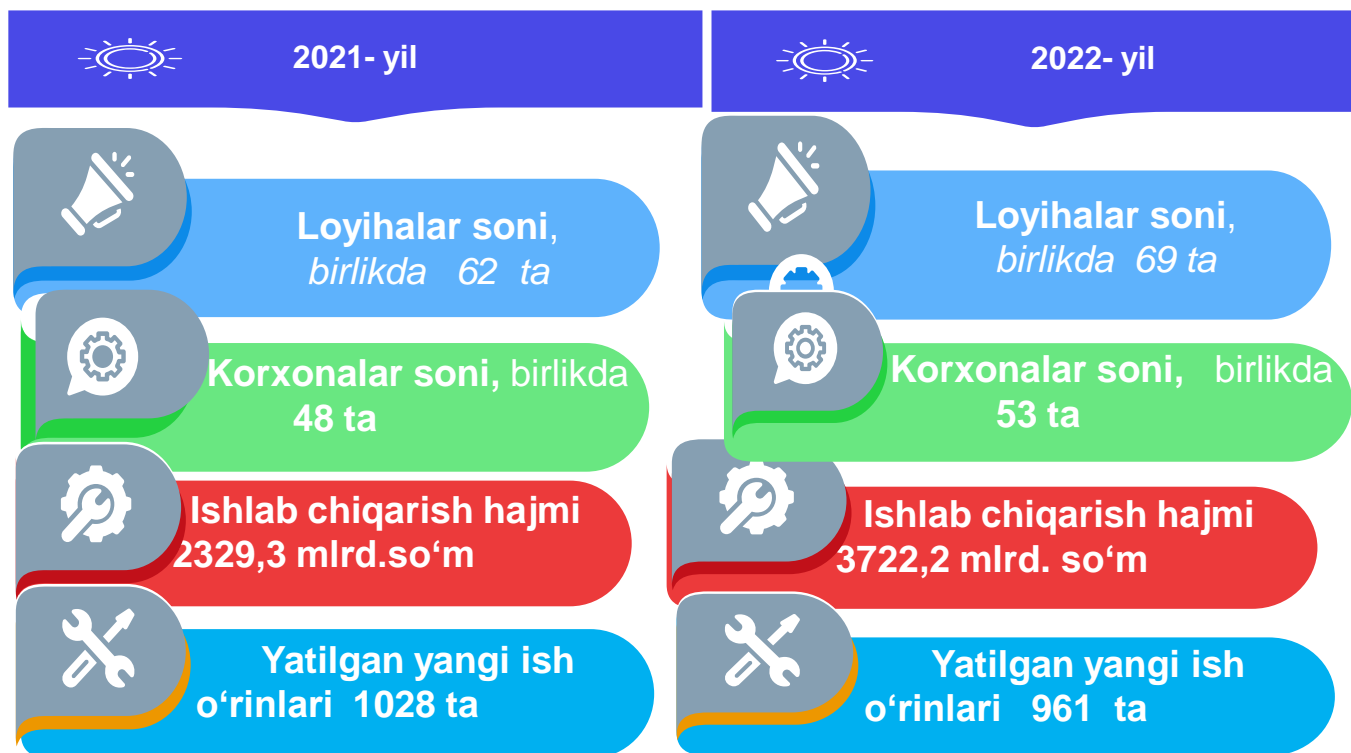 2021- yil
Loyihalar soni,
birlikda 62 ta
Korxonalar soni, birlikda
48 ta
Ishlab chiqarish hajmi
2329,3 mlrd.so‘m
Yatilgan yangi ish
o‘rinlari 1028 ta
2022- yil
Loyihalar soni,
birlikda 69 ta
Korxonalar soni, birlikda
53 ta
Ishlab chiqarish hajmi
3722,2 mlrd. so‘m
Yatilgan yangi ish
o‘rinlari 961 ta